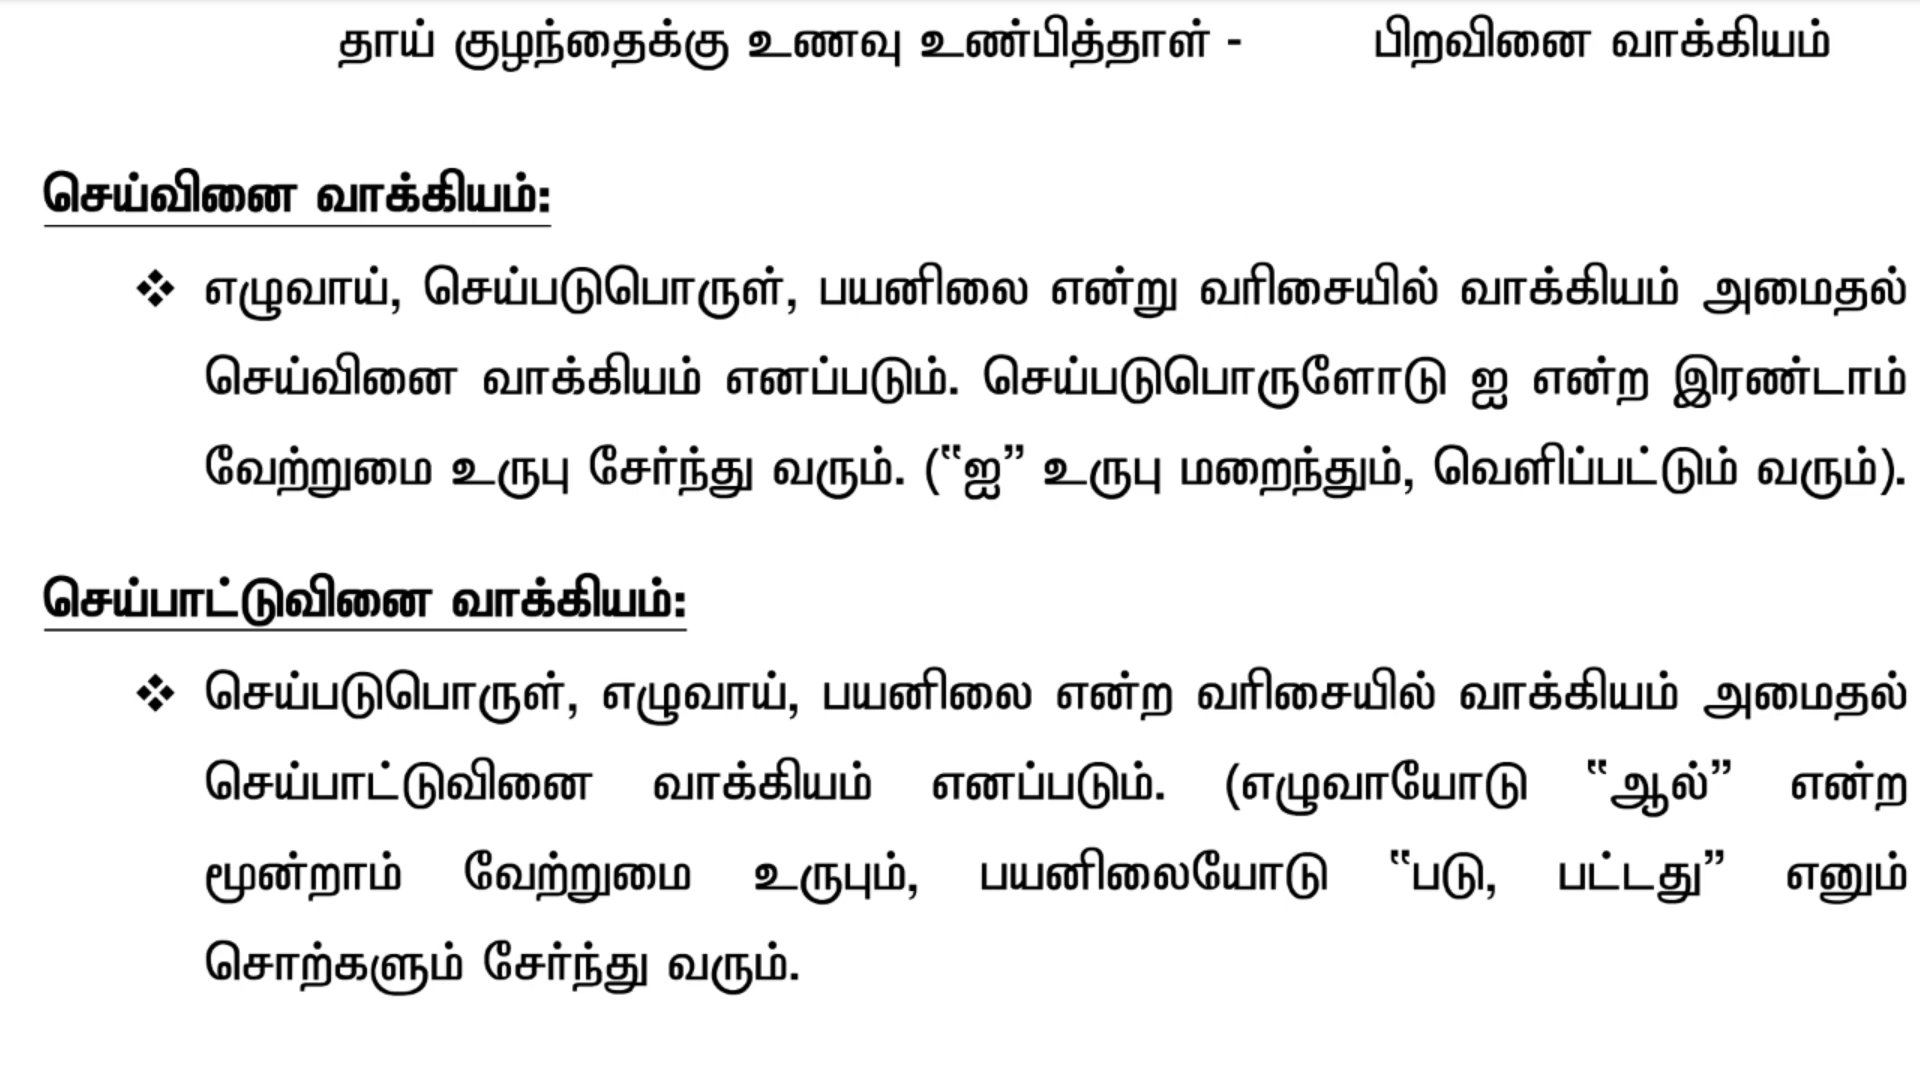 தாய் குழந்தைக்கு உணவு உண்பித்தாள் - பிறவினை வாக்கியம்
செய்வினை வாக்கியம்:
❖ எழுவாய், செய்படுபொருள், பயனிலை என்று வரிசையில் வாக்கியம் அமைதல்
செய்வினை வாக்கியம் எனப்படும். செய்படுபொருளோடு ஐ என்ற இரண்டாம்
வேற்றுமை உருபு சேர்ந்து வரும். (“ஐ” உருபு மறைந்தும், வெளிப்பட்டும் வரும்).
செய்பாட்டுவினை வாக்கியம்:
❖ செய்படுபொருள், எழுவாய், பயனிலை என்ற வரிசையில் வாக்கியம் அமைதல்
செய்பாட்டுவினை வாக்கியம் எனப்படும். (எழுவாயோடு “ஆல்” என்ற
மூன்றாம் வேற்றுமை உருபும், பயனிலையோடு “படு, பட்டது” எனும்
சொற்களும் சேர்ந்து வரும்.